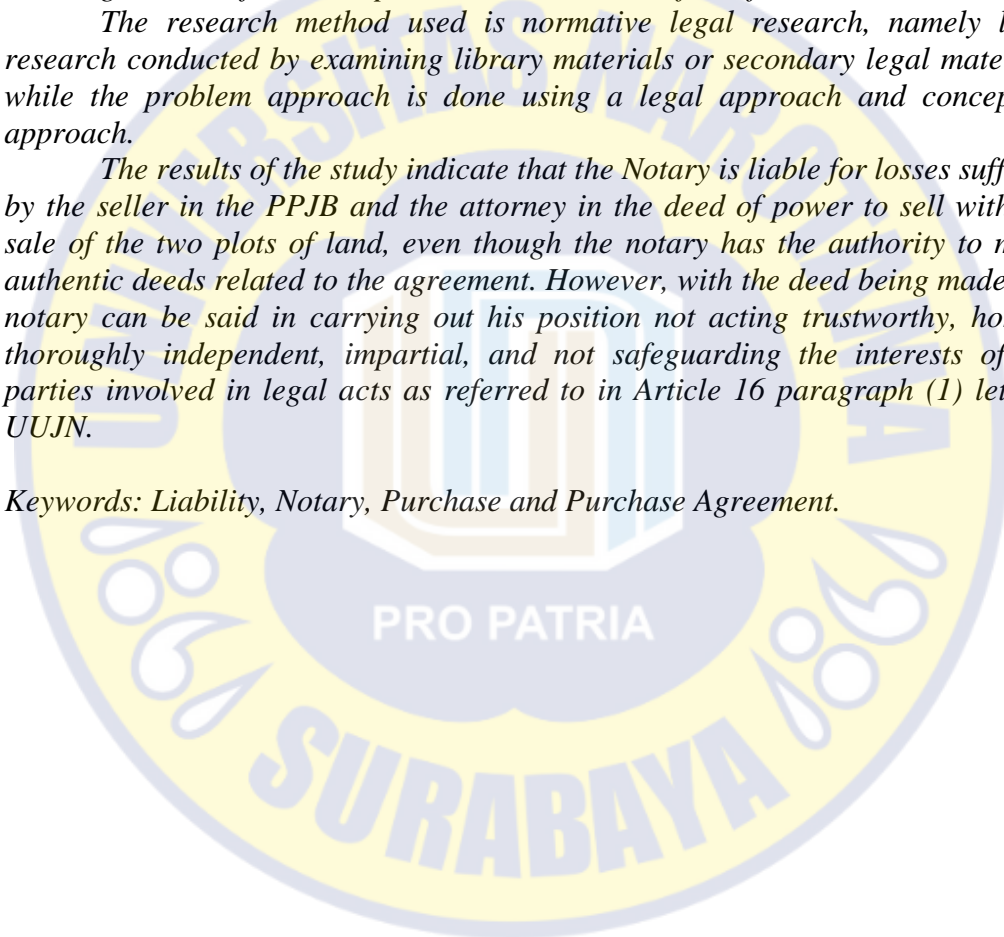 The research method used is normative legal research, namely
research conducted by examining library materials or secondary legal
while the problem approach is done using a legal approach and
approach.
The results of the study indicate that the Notary is liable for losses
by the seller in the PPJB and the attorney in the deed of power to sell
sale of the two plots of land, even though the notary has the authority to
authentic deeds related to the agreement. However, with the deed being made
notary can be said in carrying out his position not acting trustworthy,
thoroughly independent, impartial, and not safeguarding the interests of
parties involved in legal acts as referred to in Article 16 paragraph (1)
UUJN.
Keywords: Liability, Notary, Purchase and Purchase Agreement.
UNIVERSITAS NAROTAMA
PRO PATRIA
SURABAYA